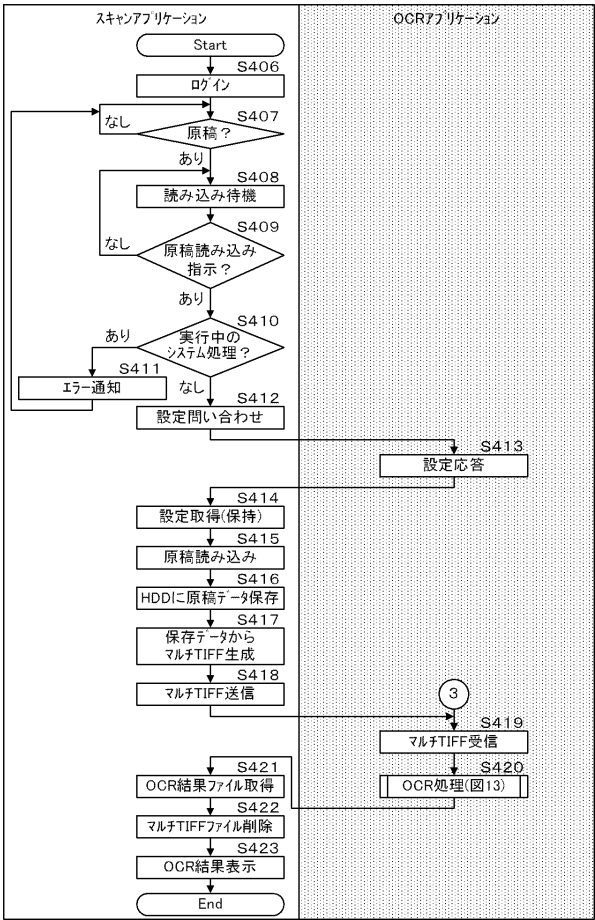 スキャンアプリケーション
OCRアプリケーション
Start
S406
ログイン
S407
なし
原稿？
あり
S408
読み込み待機
S409
なし
原稿読み込み
指示？
あり
S410
あり
実行中の
システム処理？
S411
なし
エラー通知
S412
設定問い合わせ
S413
設定応答
S414
設定取得(保持)
S415
原稿読み込み
S416
HDDに原稿データ保存
S417
保存データから
マルチTIFF生成
S418
マルチTIFF送信
3
S419
マルチTIFF受信
S420
OCR処理(図13)
S421
OCR結果ファイル取得
S422
マルチTIFFファイル削除
S423
OCR結果表示
End